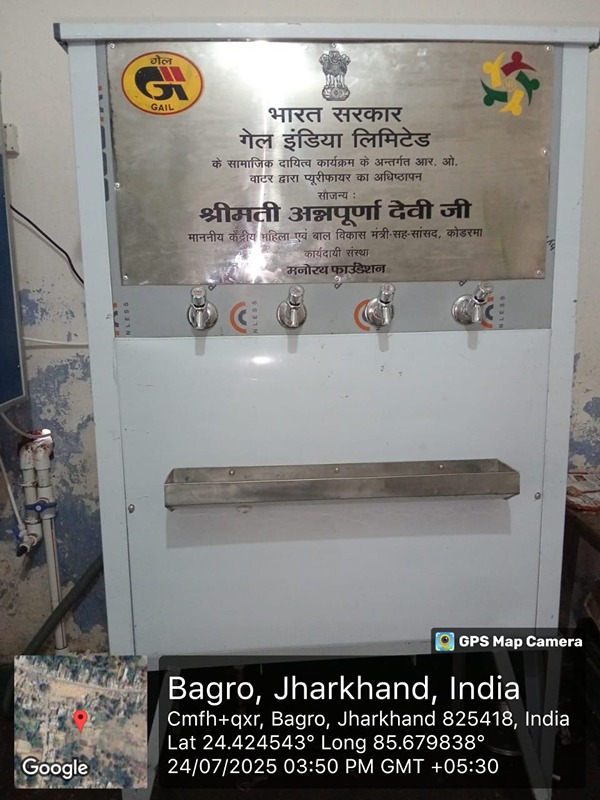 गेल
GAIL
भारत सरकार
गेल इंडिया लिमिटेड
के सामाजिक दायित्व कार्यक्रम के अन्तर्गत आर. ओ.
वाटर द्वारा प्यूरीफायर का अधिष्ठापन
सौजन्य :
श्रीमती अन्नपूर्णा देवी जी
माननीय केंद्रीय महिला एवं बाल विकास मंत्री-सह-सांसद, कोडरमा
कार्यदायी संस्था
मनोरथ फाउंडेशन
NLESS
NLESS
GPS Map Camera
Bagro, Jharkhand, India
Cmfh+qxr, Bagro, Jharkhand 825418, India
Lat 24.424543° Long 85.679838°
24/07/2025 03:50 PM GMT +05:30
Google